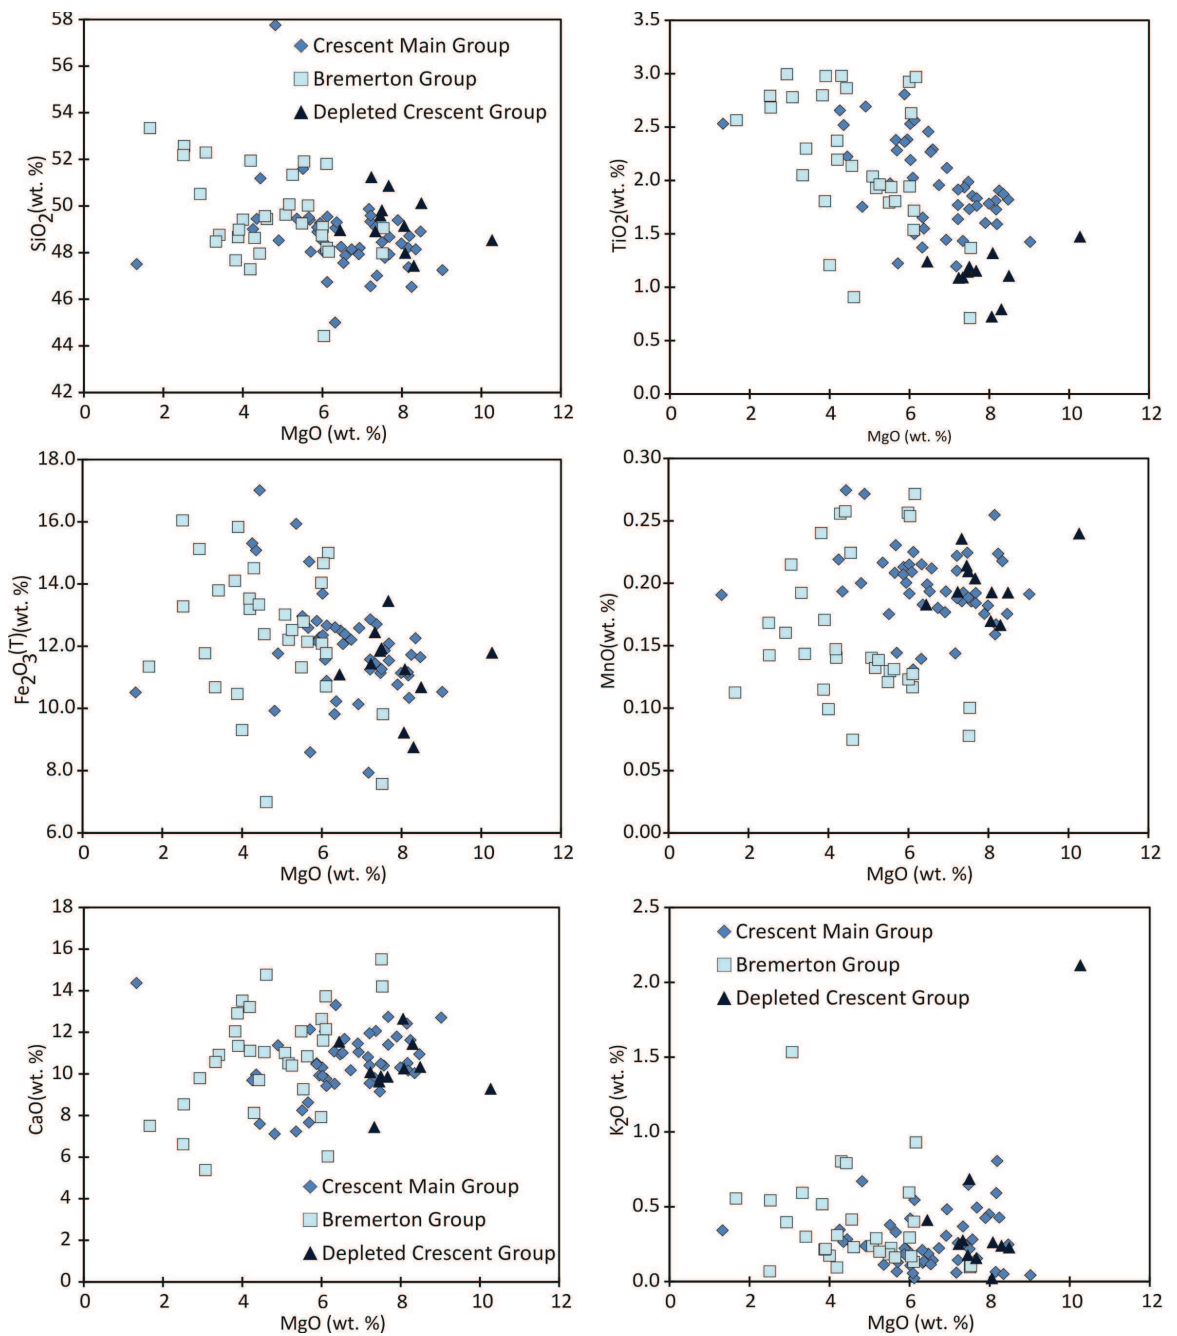 58
56
54
52
50
48
46
44
42
SiO2(wt. %)
0 2 4 6 8 10 12
MgO (wt. %)
Crescent Main Group
Bremerton Group
Depleted Crescent Group
3.5
3.0
2.5
2.0
1.5
1.0
0.5
0.0
TiO2(wt. %)
0 2 4 6 8 10 12
MgO (wt. %)
18.0
16.0
14.0
12.0
10.0
8.0
6.0
Fe2O3(T)(wt. %)
0 2 4 6 8 10 12
MgO (wt. %)
0.30
0.25
0.20
0.15
0.10
0.05
0.00
MnO(wt. %)
0 2 4 6 8 10 12
MgO (wt. %)
18
16
14
12
10
8
6
4
2
0
CaO(wt. %)
Crescent Main Group
Bremerton Group
Depleted Crescent Group
0 2 4 6 8 10 12
MgO (wt. %)
2.5
2.0
1.5
1.0
0.5
0.0
K2O (wt. %)
Crescent Main Group
Bremerton Group
Depleted Crescent Group
0 2 4 6 8 10 12
MgO (wt. %)